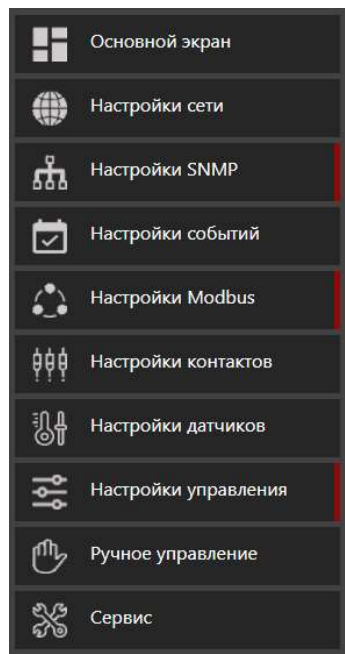 Основной экран
Настройки сети
Настройки SNMP
Настройки событий
Настройки Modbus
Настройки контактов
Настройки датчиков
Настройки управления
Ручное управление
Сервис